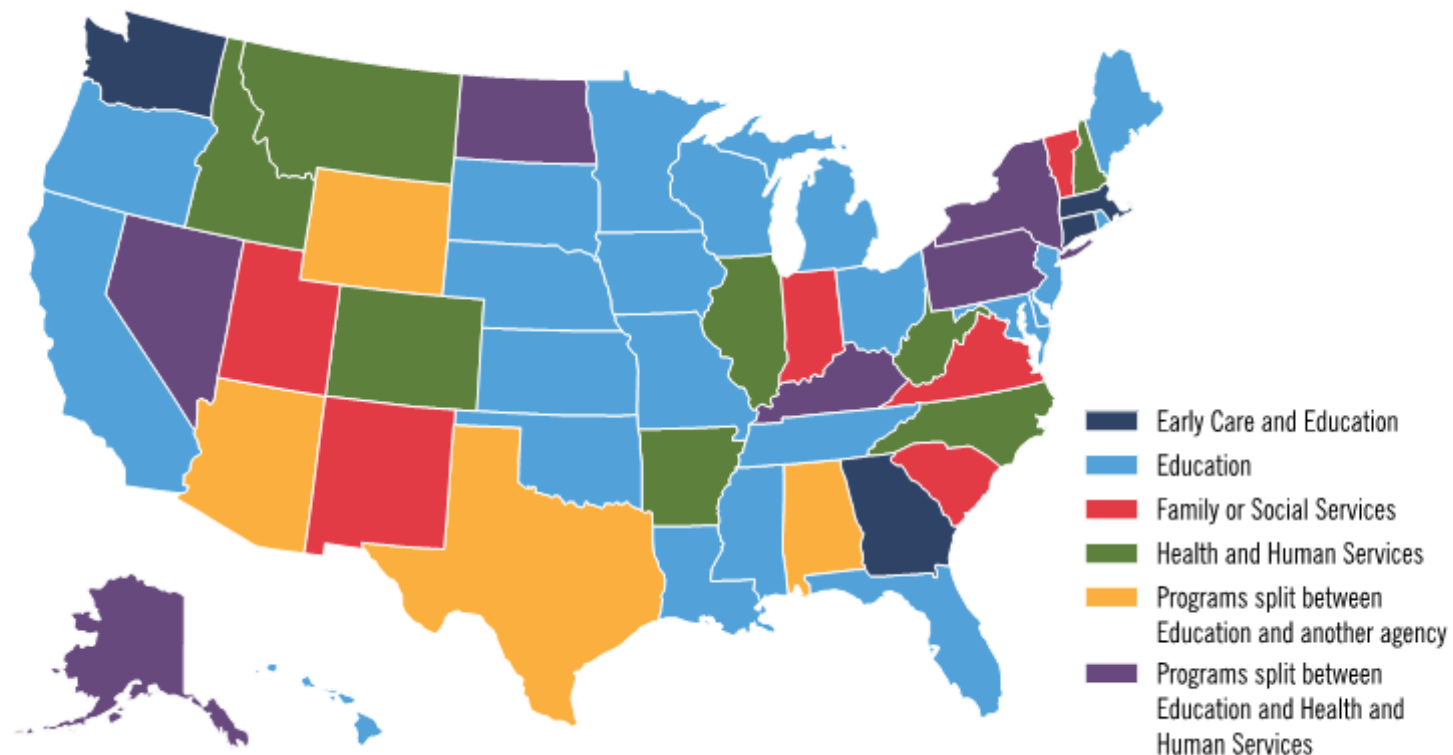 Early Care and Education
Education
Family or Social Services
Health and Human Services
Programs split between
Education and another agency
Programs split between
Education and Health and
Human Services